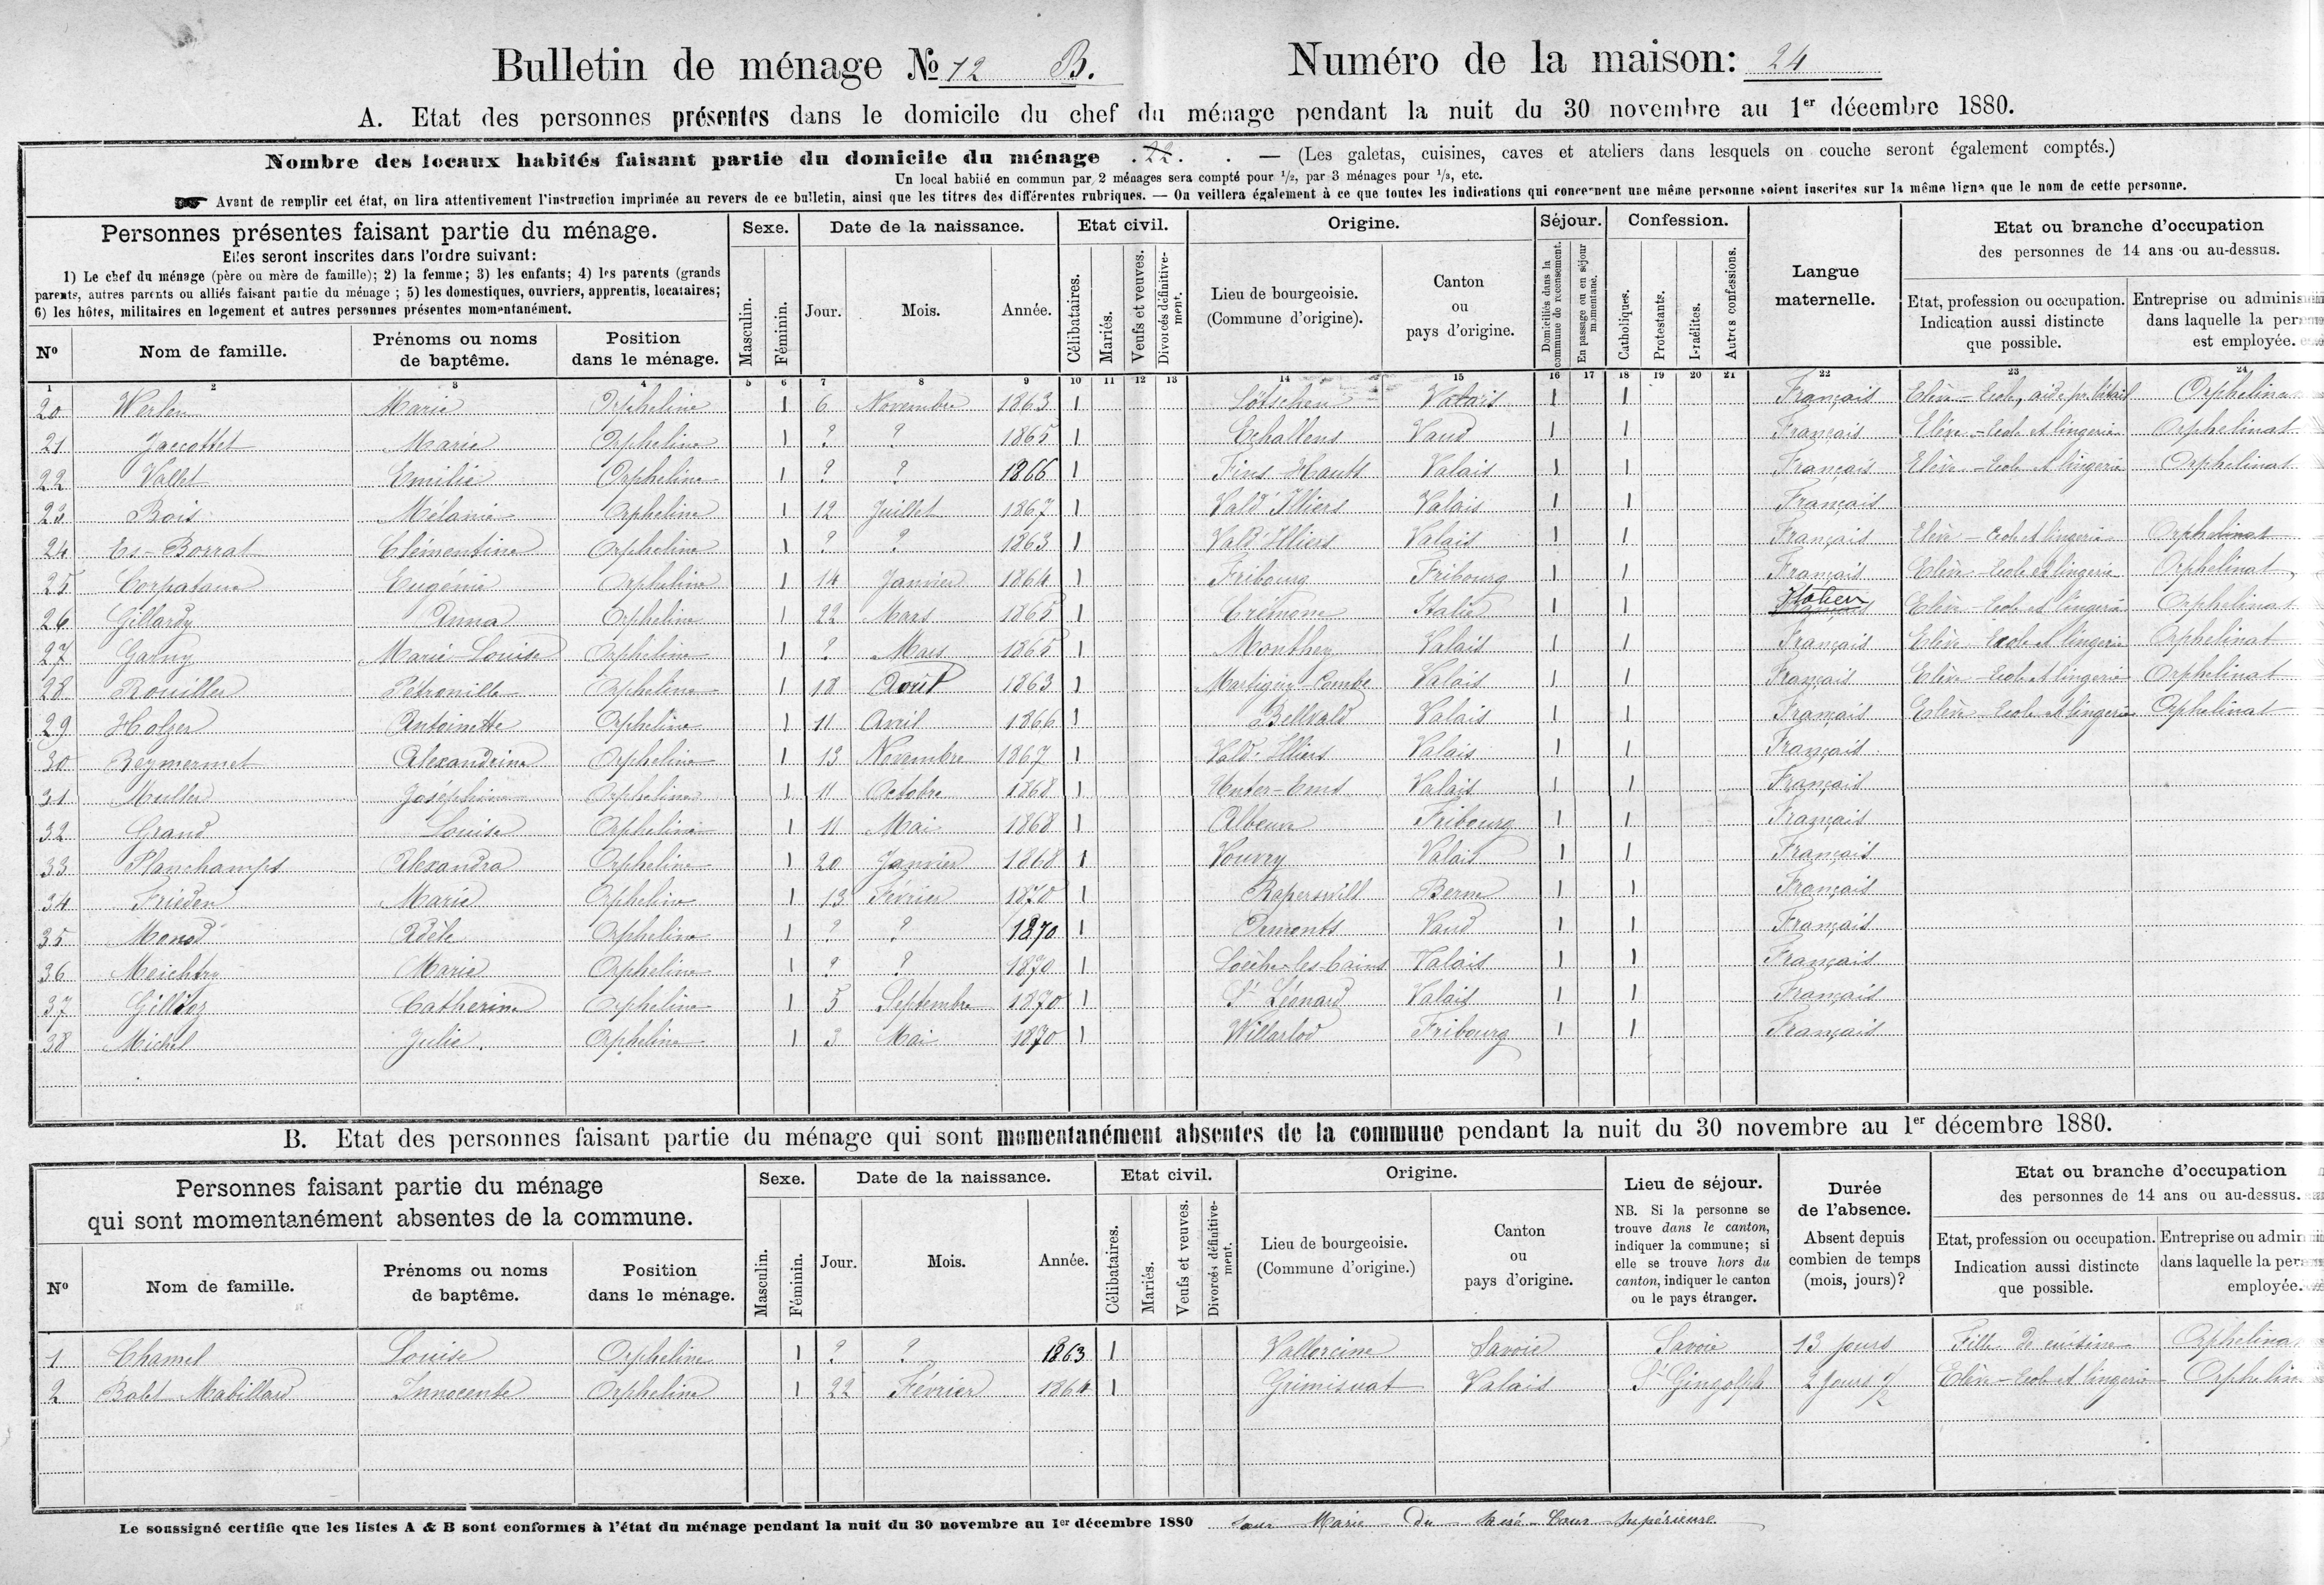 Bulletin de ménage № 12 B. Numéro de la maison: 24
A. Etat des personnes présentes dans le domicile du chef du ménage pendant la nuit du 30 novembre au 1er décembre 1880.
Nombre des locaux habités faisant partie du domicile du ménage . 22 . . — (Les galetas, cuisines, caves et ateliers dans lesquels on couche seront également comptés.)
Un local habité en commun par 2 ménages sera compté pour 1/2, par 3 ménages pour 1/3, etc.
Avant de remplir cet état, on lira attentivement l'instruction imprimée au revers de ce bulletin, ainsi que les titres des différentes rubriques. — On veillera également à ce que toutes les indications qui concernent une même personne soient inscrites sur la même ligne que le nom de cette personne.
Personnes présentes faisant partie du ménage. Sexe. Date de la naissance. Etat civil. Origine. Séjour. Confession. Langue maternelle. Etat ou branche d'occupation
des personnes de 14 ans ou au-dessus.
Elles seront inscrites dans l'ordre suivant:
1) Le chef du ménage (père ou mère de famille); 2) la femme; 3) les enfants; 4) les parents (grands
parents, autres parents ou alliés faisant partie du ménage; 5) les domestiques, ouvriers, apprentis, locataires;
6) les hôtes, militaires en logement et autres personnes présentes momentanément.
Nº Nom de famille. Prénoms ou noms de baptême. Position dans le ménage. Masculin. Féminin. Jour. Mois. Année. Célibataires. Mariés. Veufs et veuves. Divorcés définitive-ment. Lieu de bourgeoisie. (Commune d'origine). Canton ou pays d'origine. Domiciliés dans la commune de recensement. En passage ou en séjour momentané. Catholiques. Protestants. Israélites. Autres confessions. Etat, profession ou occupation. Indication aussi distincte que possible. Entreprise ou adminis dans laquelle la per est employée.
1 2 3 4 5 6 7 8 9 10 11 12 13 14 15 16 17 18 19 20 21 22 23 24
20 Werlen Marie Orpheline 1 6 Novembre 1863 1 Lötschen Valais 1 1 Français Elève - Ecole, Orphelina
21 Jaccottet Marie Orpheline 1 ? ? 1865 1 Echallens Vaud 1 1 Français Elève - Ecole et lingerie Orphelinat
22 Vallet Emilie Orpheline 1 ? ? 1866 1 Fins-Hauts Valais 1 1 Français Elève - Ecole et lingerie Orphelinat
23 Bois Mélanie Orpheline 1 12 Juillet 1867 1 Val d'Illiers Valais 1 1 Français
24 Es-Borrat Clémentine Orpheline 1 ? ? 1863 1 Val d'Illiers Valais 1 1 Français Elève - Ecole et lingerie Orphelinat
25 Corpataux Eugénie Orpheline 1 14 Janvier 1864 1 Fribourg Fribourg 1 1 Français Elève - Ecole et lingerie Orphelinat
26 Gillardy Anna Orpheline 1 22 Mars 1865 1 Crémone Italie 1 1 Italien Elève - Ecole et lingerie Orphelinat
27 Garny Marie-Louise Orpheline 1 ? Mars 1865 1 Monthey Valais 1 1 Français Elève - Ecole et lingerie Orphelinat
28 Rouiller Pétronille Orpheline 1 18 Août 1863 1 Martigny Combe Valais 1 1 Français Elève - Ecole et lingerie Orphelinat
29 Holzer Antoinette Orpheline 1 11 Avril 1866 1 Bellvald Valais 1 1 Français Elève - Ecole et lingerie Orphelinat
30 Reymermet Alexandrine Orpheline 1 13 Novembre 1867 1 Val d'Illiers Valais 1 1 Français
31 Muller Joséphine Orpheline 1 11 Octobre 1868 1 Unter-Ems Valais 1 1 Français
32 Grand Louise Orpheline 1 11 Mai 1868 1 Albeuve Fribourg 1 1 Français
33 Planchamps Alexandra Orpheline 1 20 Janvier 1868 1 Vouvry Valais 1 1 Français
34 Frieden Marie Orpheline 1 13 Février 1870 1 Raperswill Berne 1 1 Français
35 Monod Adèle Orpheline 1 ? ? 1870 1 Ormonts Vaud 1 1 Français
36 Meichtry Marie Orpheline 1 ? ? 1870 1 Loèche-les-bains Valais 1 1 Français
37 Gillioz Catherine Orpheline 1 5 Septembre 1870 1 St Léonard Valais 1 1 Français
38 Michel Julie Orpheline 1 3 Mai 1870 1 Willarlod Fribourg 1 1 Français
B. Etat des personnes faisant partie du ménage qui sont momentanément absentes de la commune pendant la nuit du 30 novembre au 1er décembre 1880.
Personnes faisant partie du ménage qui sont momentanément absentes de la commune. Sexe. Date de la naissance. Etat civil. Origine. Lieu de séjour. Durée de l'absence. Etat ou branche d'occupation
des personnes de 14 ans ou au-dessus.
NB. Si la personne se trouve dans le canton, indiquer la commune; si elle se trouve hors du canton, indiquer le canton ou le pays étranger.
Absent depuis combien de temps (mois, jours)?
Nº Nom de famille. Prénoms ou noms de baptême. Position dans le ménage. Masculin. Féminin. Jour. Mois. Année. Célibataires. Mariés. Veufs et veuves. Divorcés définitive-ment. Lieu de bourgeoisie. (Commune d'origine.) Canton ou pays d'origine. Etat, profession ou occupation. Indication aussi distincte que possible. Entreprise ou admin dans laquelle la per employée.
1 Chamel Louise Orpheline 1 ? ? 1863 1 Vallorcine Savoie Savoie 13 jours Fille de cuisine Orphelina
2 Balet Mabillard Innocente Orpheline 1 22 Février 1864 1 Grimisuat Valais St Gingolph 2 jours 1/2 Elève - Ecole et lingerie Orpheline
Le soussigné certifie que les listes A & B sont conformes à l'état du ménage pendant la nuit du 30 novembre au 1er décembre 1880 Sœur Marie du Sacré-Cœur Supérieure